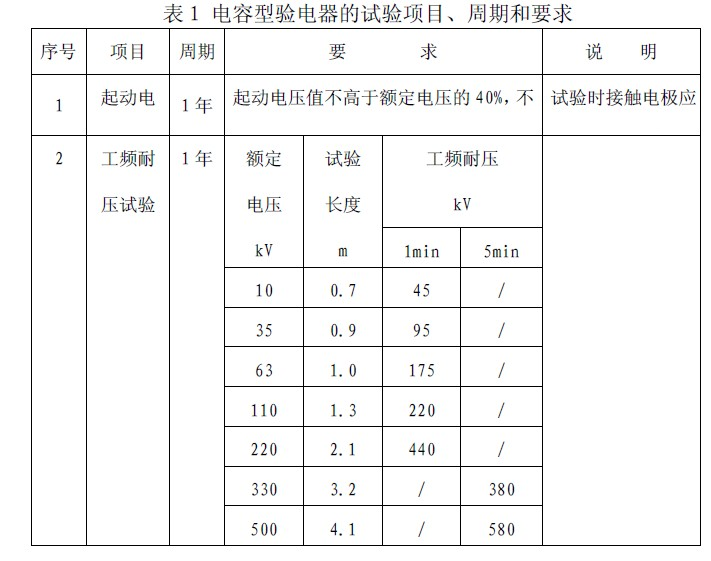 表 1 电容型验电器的试验项目、周期和要求
序号 项目 周期 要 求 说 明
1 起动电 1 年 起动电压值不高于额定电压的 40%，不 试验时接触电极应
2 工频耐 1 年 额定 试验 工频耐压
压试验 电压 长度 kV
kV m 1min 5min
10 0.7 45 /
35 0.9 95 /
63 1.0 175 /
110 1.3 220 /
220 2.1 440 /
330 3.2 / 380
500 4.1 / 580